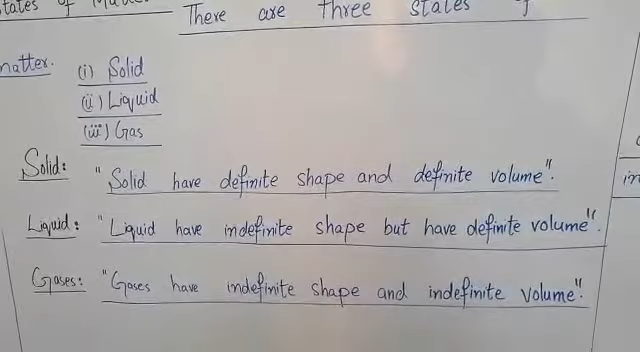 States of Matter
There are three states of
matter.
(i) Solid
(ii) Liquid
(iii) Gas
Solid: "Solid have definite shape and definite volume".
Liquid: "Liquid have indefinite shape but have definite volume".
Gases: "Gases have indefinite shape and indefinite volume".